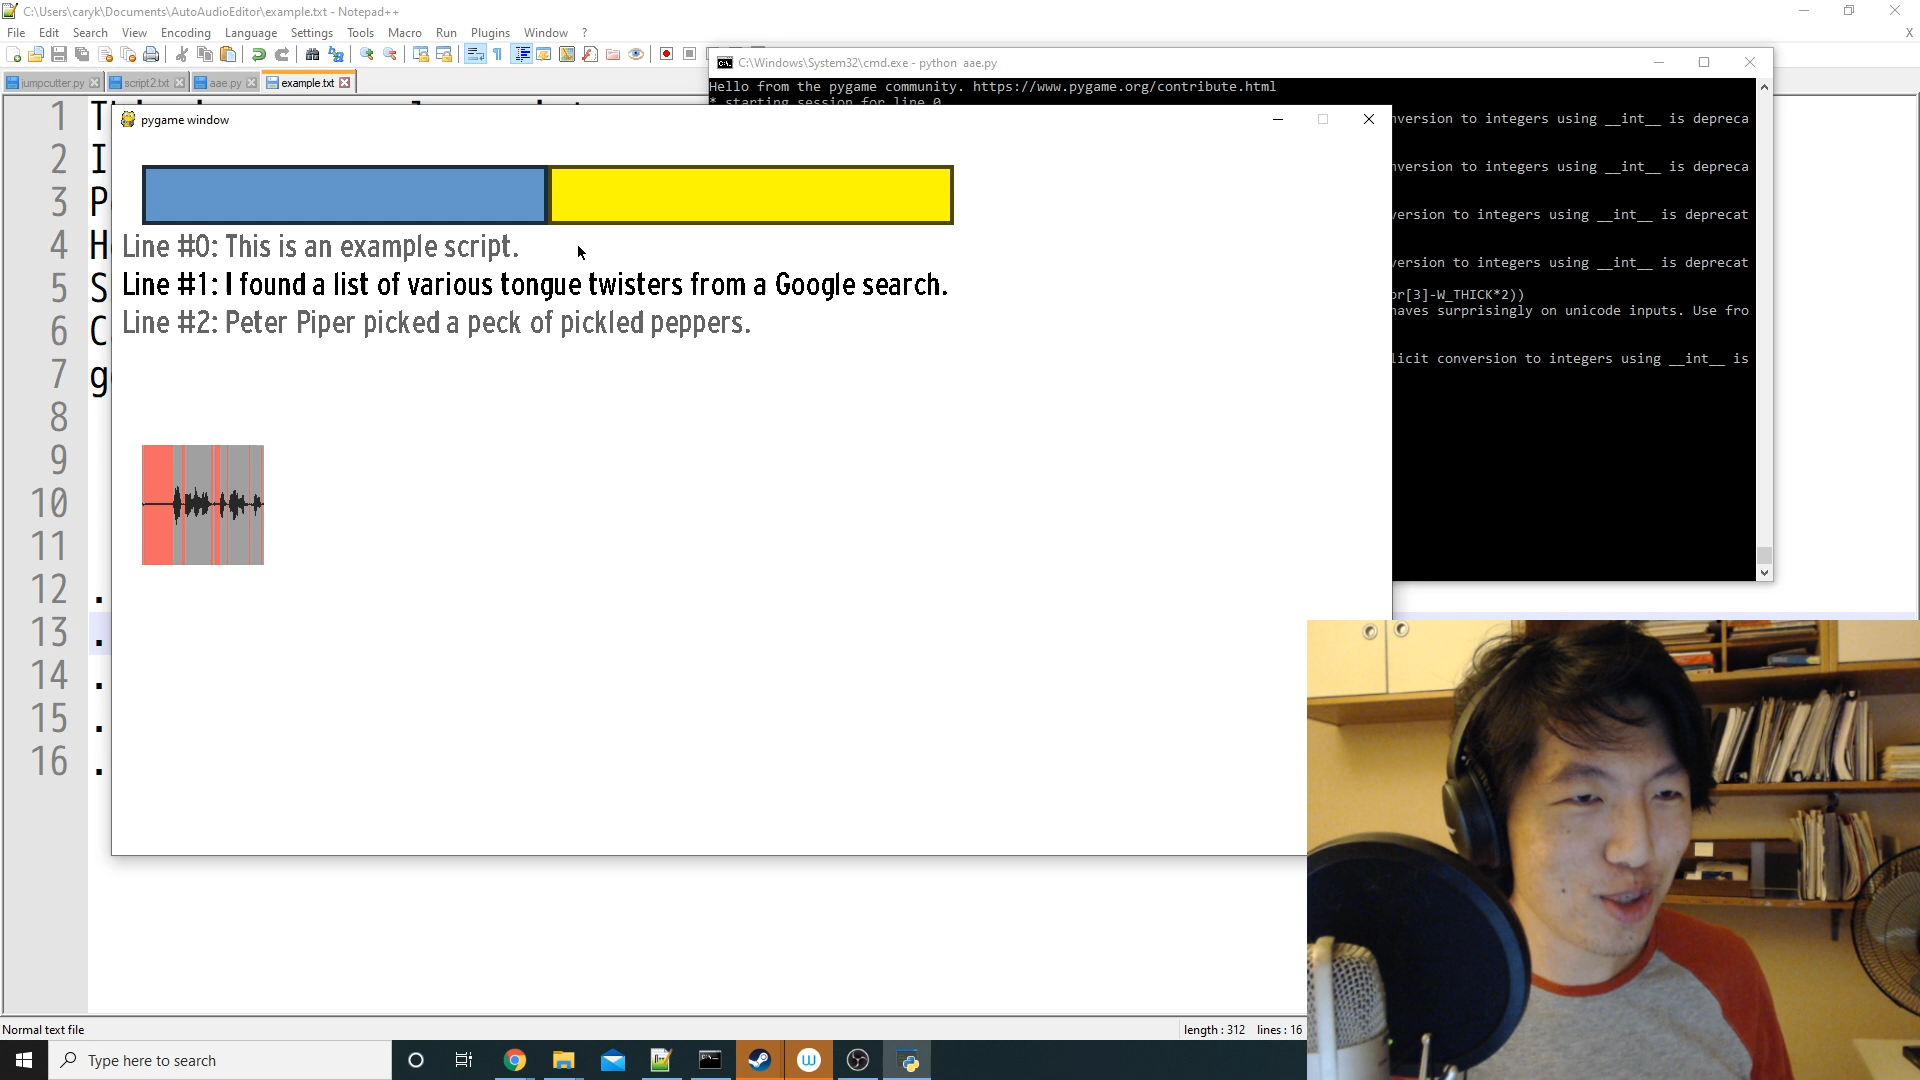 C:\Users\caryk\Documents\AutoAudioEditor\example.txt - Notepad++
File Edit Search View Encoding Language Settings Tools Macro Run Plugins Window ?
X
jumpcutter.py script2.txt aae.py example.txt
C:\Windows\System32\cmd.exe - python aae.py
Hello from the pygame community. https://www.pygame.org/contribute.html
* starting session for line 0
nversion to integers using __int__ is depreca
nversion to integers using __int__ is depreca
version to integers using __int__ is deprecat
version to integers using __int__ is deprecat
or[3]-W_THICK*2))
haves surprisingly on unicode inputs. Use fro
licit conversion to integers using __int__ is
pygame window
Line #0: This is an example script.
Line #1: I found a list of various tongue twisters from a Google search.
Line #2: Peter Piper picked a peck of pickled peppers.
1 T
2 I
3 P
4 H
5 S
6 C
7 g
8
9
10
11
12 .
13 .
14 .
15 .
16 .
Normal text file
length : 312 lines : 16
Type here to search